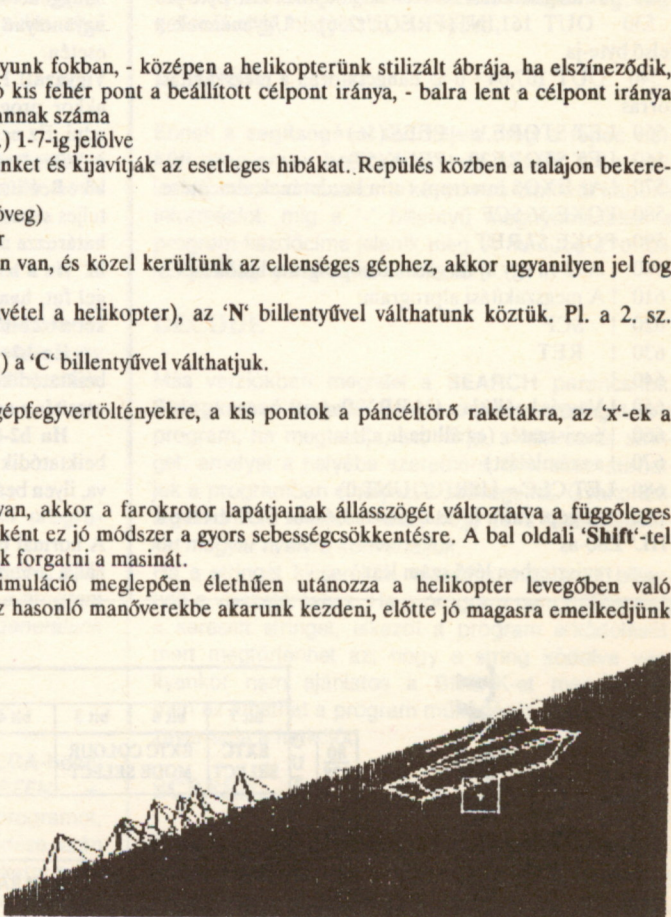 yunk fokban, - középen a helikopterünk stilizált ábrája, ha elszíneződik,
ó kis fehér pont a beállított célpont iránya, - balra lent a célpont iránya
annak száma
.) 1-7-ig jelölve
nket és kijavítják az esetleges hibákat. Repülés közben a talajon bekere-
öveg)
r
n van, és közel kerültünk az ellenséges géphez, akkor ugyanilyen jel fog
vétel a helikopter), az 'N' billentyűvel válthatunk köztük. Pl. a 2. sz.
) a 'C' billentyűvel válthatjuk.
gépfegyvertöltényekre, a kis pontok a páncéltörő rakétákra, az 'x'-ek a
van, akkor a farokrotor lapátjainak állásszögét változtatva a függőleges
ként ez jó módszer a gyors sebességcsökkentésre. A bal oldali 'Shift'-tel
k forgatni a masinát.
imuláció meglepően élethűen utánozza a helikopter levegőben való
z hasonló manőverekbe akarunk kezdeni, előtte jó magasra emelkedjünk